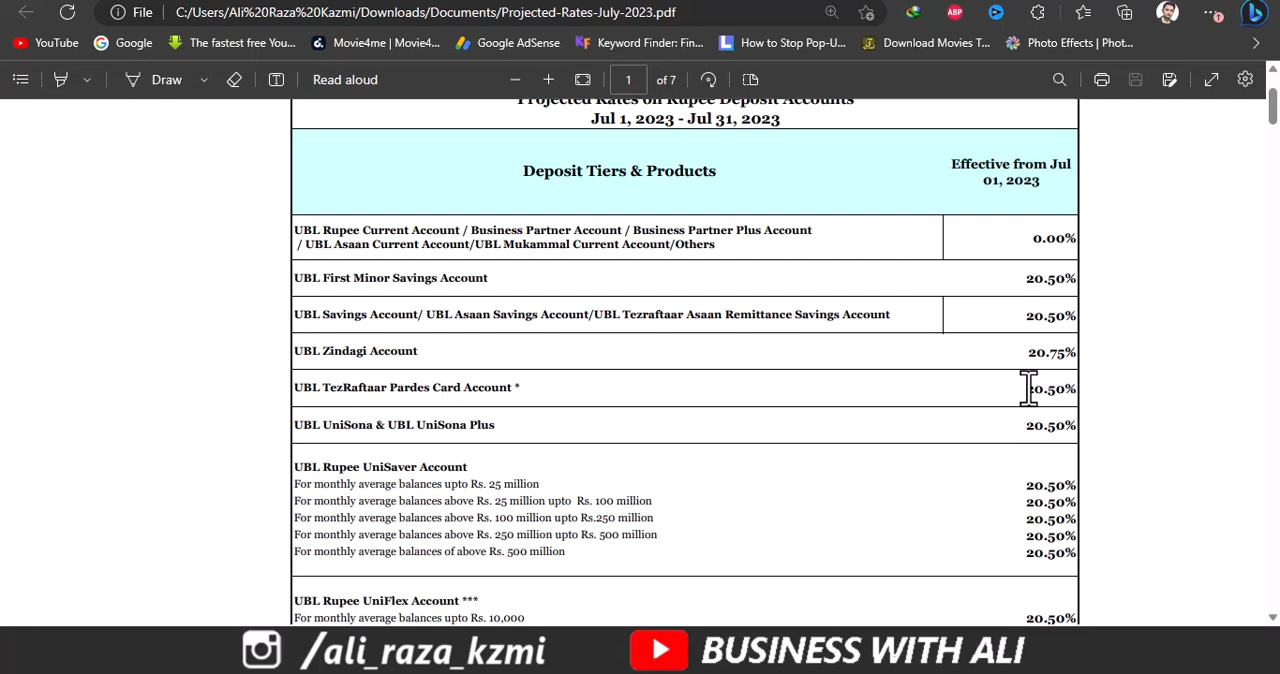 File
C:/Users/Ali%20Raza%20Kazmi/Downloads/Documents/Projected-Rates-July-2023.pdf
ABP
1
YouTube
Google
The fastest free You...
Movie4me | Movie4...
Google AdSense
Keyword Finder: Fin...
How to Stop Pop-U...
Download Movies T...
Photo Effects | Phot...
Draw
Read aloud
1
of 7
Projected Rates on Rupee Deposit Accounts
Jul 1, 2023 - Jul 31, 2023
Deposit Tiers & Products
Effective from Jul
01, 2023
UBL Rupee Current Account / Business Partner Account / Business Partner Plus Account
/ UBL Asaan Current Account/UBL Mukammal Current Account/Others
0.00%
UBL First Minor Savings Account
20.50%
UBL Savings Account/ UBL Asaan Savings Account/UBL Tezraftaar Asaan Remittance Savings Account
20.50%
UBL Zindagi Account
20.75%
UBL TezRaftaar Pardes Card Account *
20.50%
UBL UniSona & UBL UniSona Plus
20.50%
UBL Rupee UniSaver Account
For monthly average balances upto Rs. 25 million
20.50%
For monthly average balances above Rs. 25 million upto Rs. 100 million
20.50%
For monthly average balances above Rs. 100 million upto Rs.250 million
20.50%
For monthly average balances above Rs. 250 million upto Rs. 500 million
20.50%
For monthly average balances of above Rs. 500 million
20.50%
UBL Rupee UniFlex Account ***
For monthly average balances upto Rs. 10,000
20.50%
/ali_raza_kzmi
BUSINESS WITH ALI